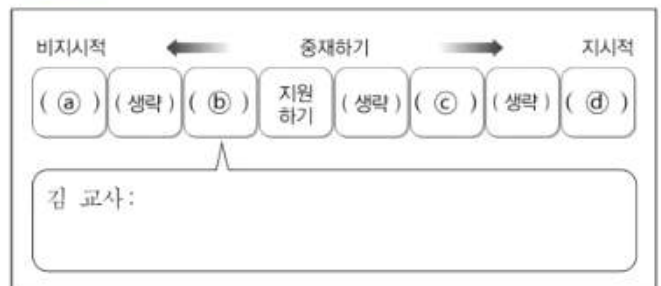 비지시적 중재하기 지시적
( ⓐ ) ( 생략 ) ( ⓑ ) 지원 ( 생략 ) ( ⓒ ) ( 생략 ) ( ⓓ )
하기
김 교사: